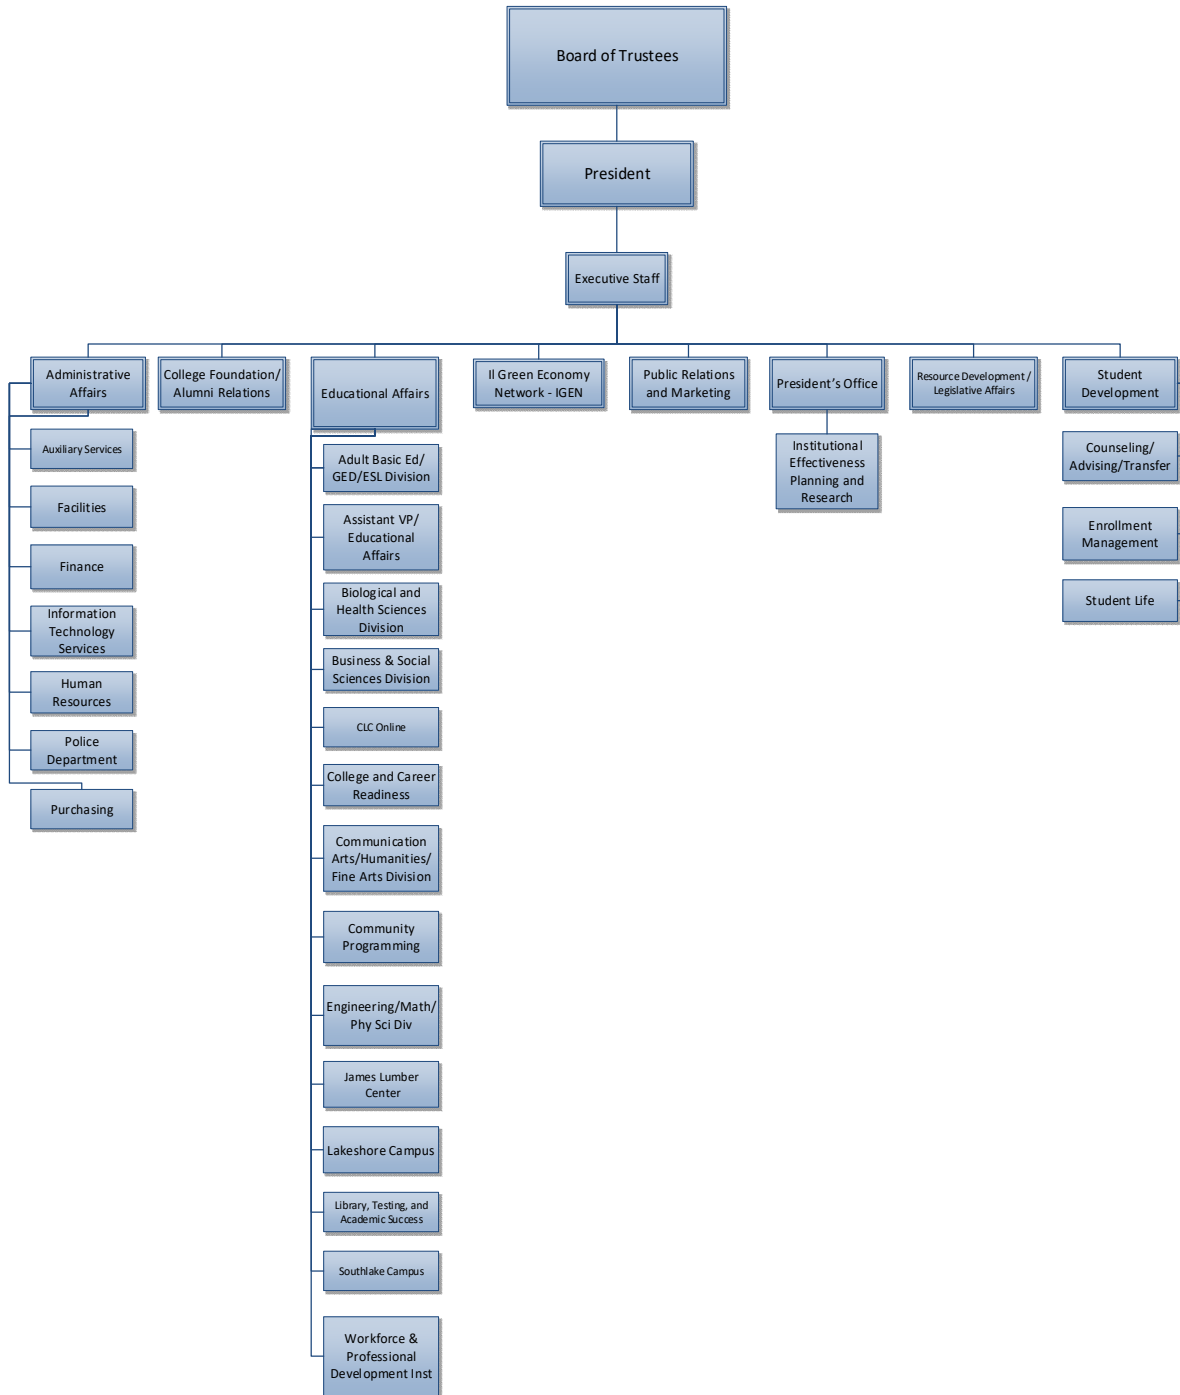 Board of Trustees
President
Executive Staff
Administrative
Affairs
College Foundation/
Alumni Relations
Educational Affairs
Il Green Economy
Network - IGEN
Public Relations
and Marketing
President’s Office
Resource Development /
Legislative Affairs
Student
Development
Auxiliary Services
Facilities
Finance
Information
Technology
Services
Human
Resources
Police
Department
Purchasing
Adult Basic Ed/
GED/ESL Division
Assistant VP/
Educational
Affairs
Biological and
Health Sciences
Division
Business & Social
Sciences Division
CLC Online
College and Career
Readiness
Communication
Arts/Humanities/
Fine Arts Division
Community
Programming
Engineering/Math/
Phy Sci Div
James Lumber
Center
Lakeshore Campus
Library, Testing, and
Academic Success
Southlake Campus
Workforce &
Professional
Development Inst
Institutional
Effectiveness
Planning and
Research
Counseling/
Advising/Transfer
Enrollment
Management
Student Life